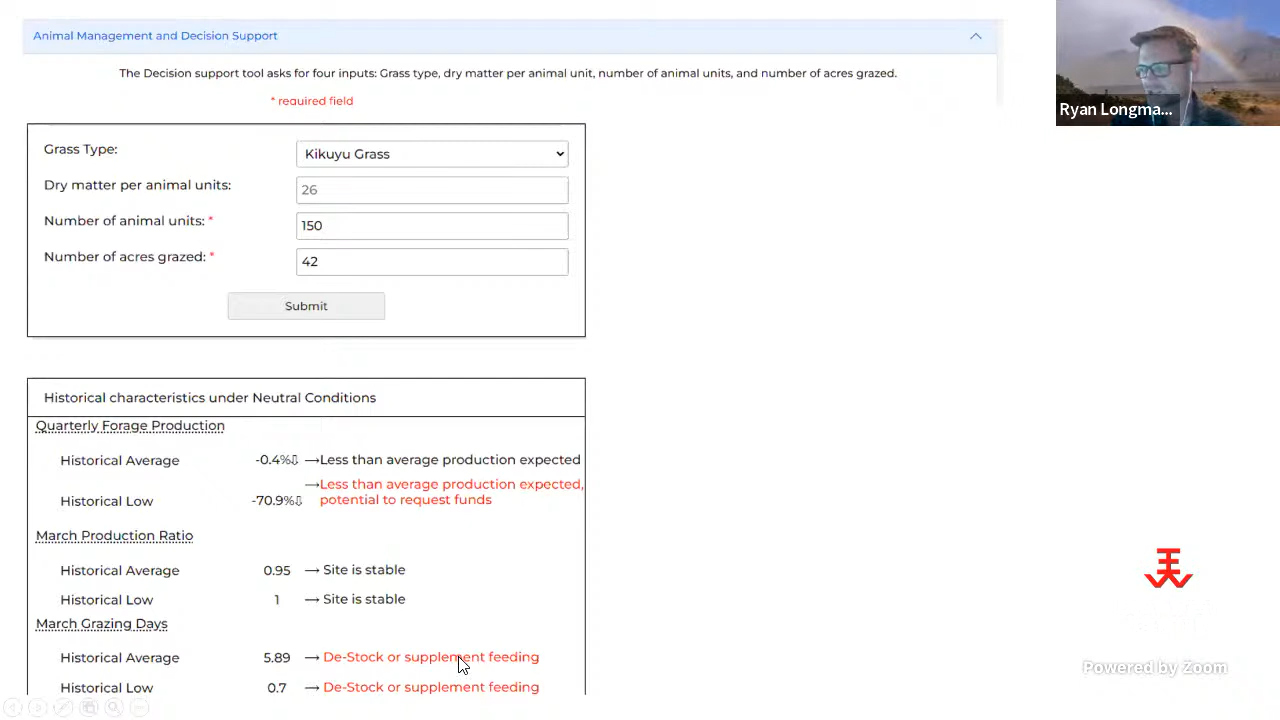 Animal Management and Decision Support
The Decision support tool asks for four inputs: Grass type, dry matter per animal unit, number of animal units, and number of acres grazed.
* required field
Grass Type:
Kikuyu Grass
Dry matter per animal units:
26
Number of animal units: *
150
Number of acres grazed: *
42
Submit
Historical characteristics under Neutral Conditions
Quarterly Forage Production
Historical Average -0.4%⇩ →Less than average production expected
Historical Low -70.9%⇩ →Less than average production expected,
potential to request funds
March Production Ratio
Historical Average 0.95 → Site is stable
Historical Low 1 → Site is stable
March Grazing Days
Historical Average 5.89 → De-Stock or supplement feeding
Historical Low 0.7 → De-Stock or supplement feeding
Ryan Longma...
Powered by Zoom